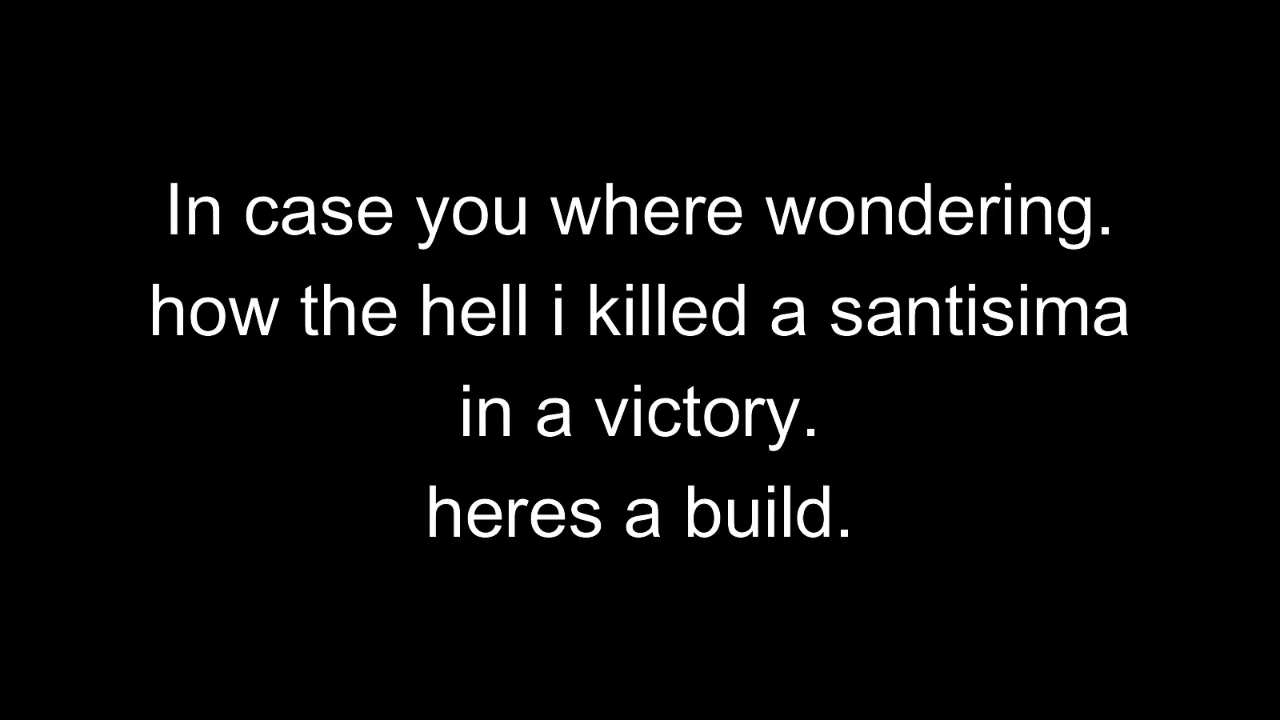 In case you where wondering.
how the hell i killed a santisima
in a victory.
heres a build.